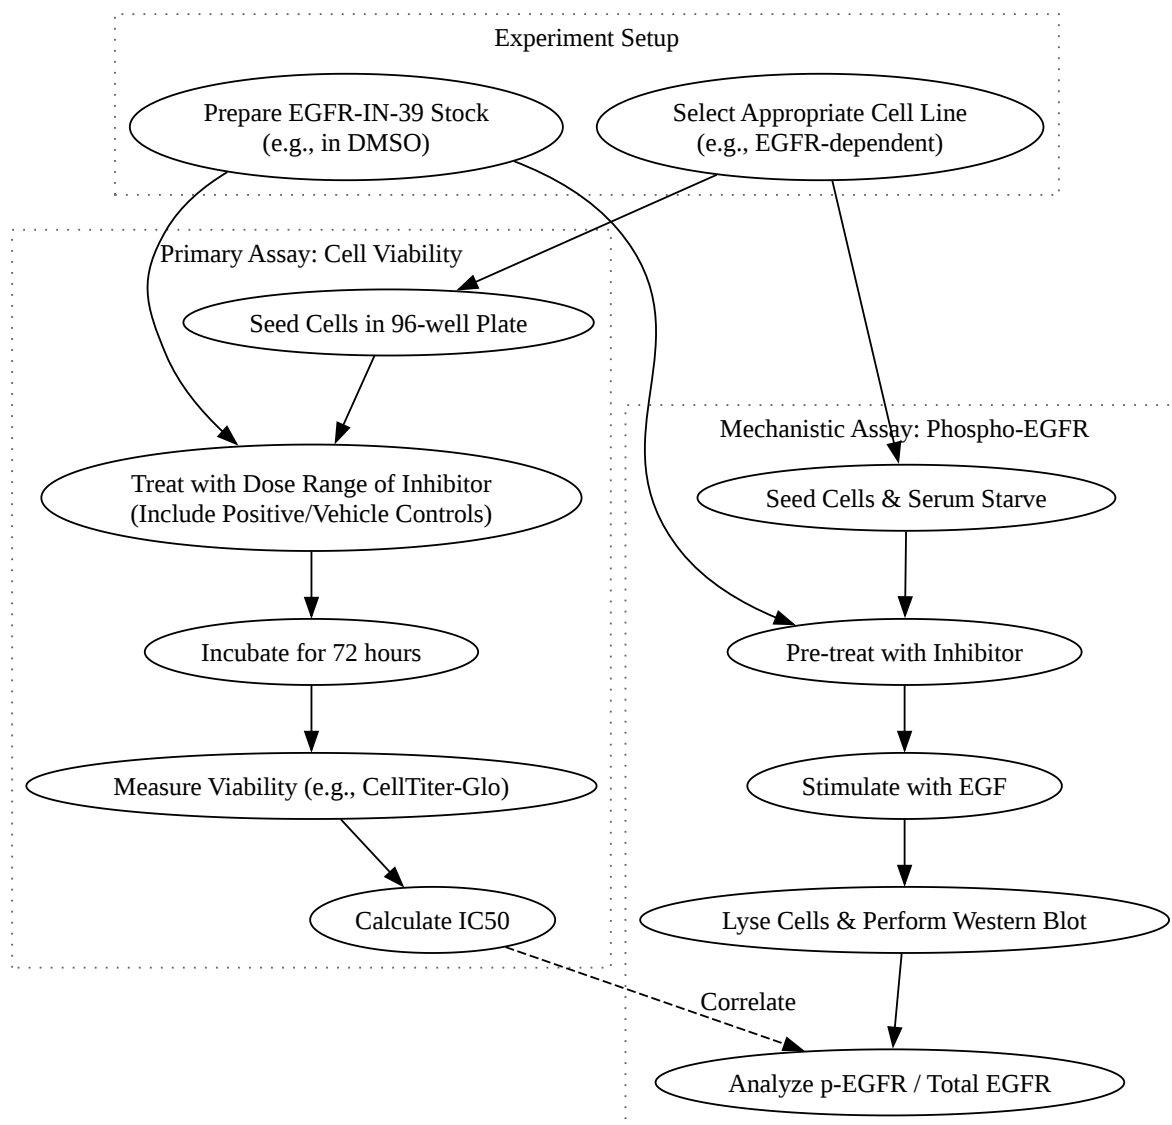 Experiment Setup
Prepare EGFR-IN-39 Stock
(e.g., in DMSO)
Select Appropriate Cell Line
(e.g., EGFR-dependent)
Primary Assay: Cell Viability
Seed Cells in 96-well Plate
Treat with Dose Range of Inhibitor
(Include Positive/Vehicle Controls)
Incubate for 72 hours
Measure Viability (e.g., CellTiter-Glo)
Calculate IC50
Mechanistic Assay: Phospho-EGFR
Seed Cells & Serum Starve
Pre-treat with Inhibitor
Stimulate with EGF
Lyse Cells & Perform Western Blot
Correlate
Analyze p-EGFR / Total EGFR